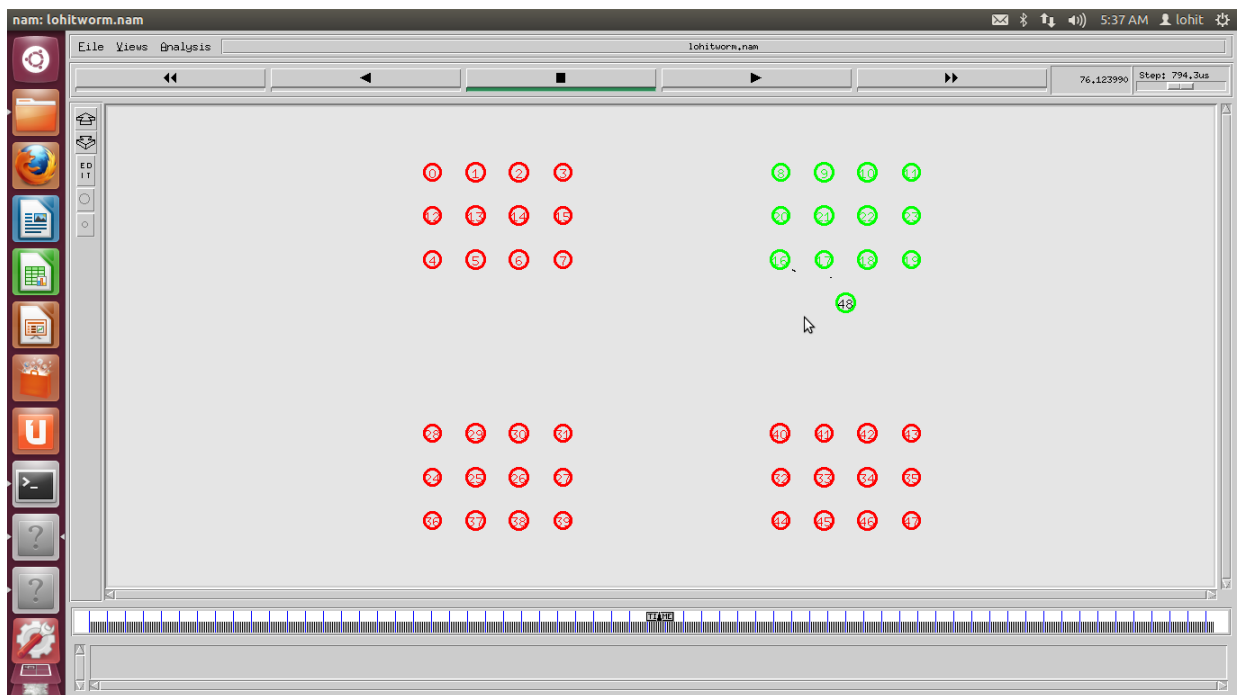 nam: lohitworm.nam 5:37 AM lohit
File Views Analysis lohitworm.nam
76.123990 Step: 794.3us
ED
IT
0 1 2 3 8 9 10 11
12 13 14 15 20 21 22 23
4 5 6 7 16 17 18 19
48
28 29 30 31 40 41 42 43
24 25 26 27 32 33 34 35
36 37 38 39 44 45 46 47
TIME